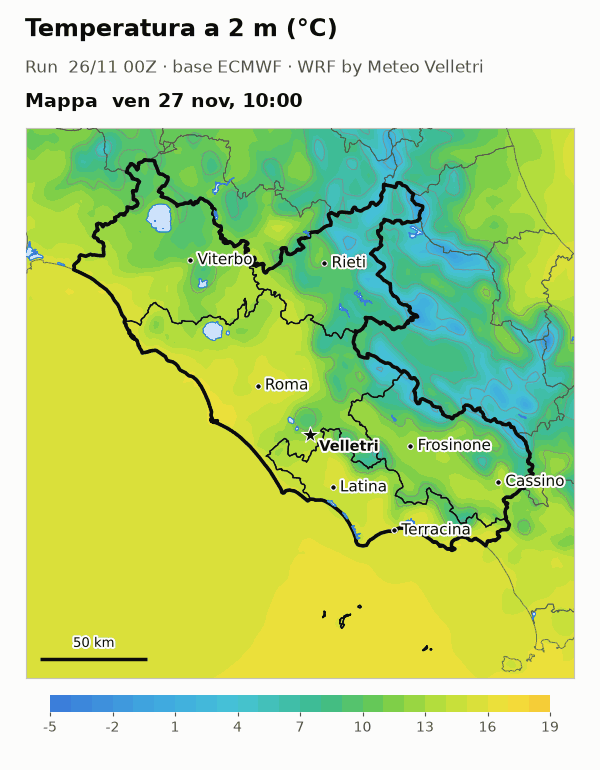 Temperatura a 2 m (°C)
Run  26/11 00Z · base ECMWF · WRF by Meteo Velletri
Mappa  ven 27 nov, 10:00
Viterbo
Rieti
Roma
Velletri
Frosinone
Cassino
Latina
Terracina
50 km
-5 -2 1 4 7 10 13 16 19